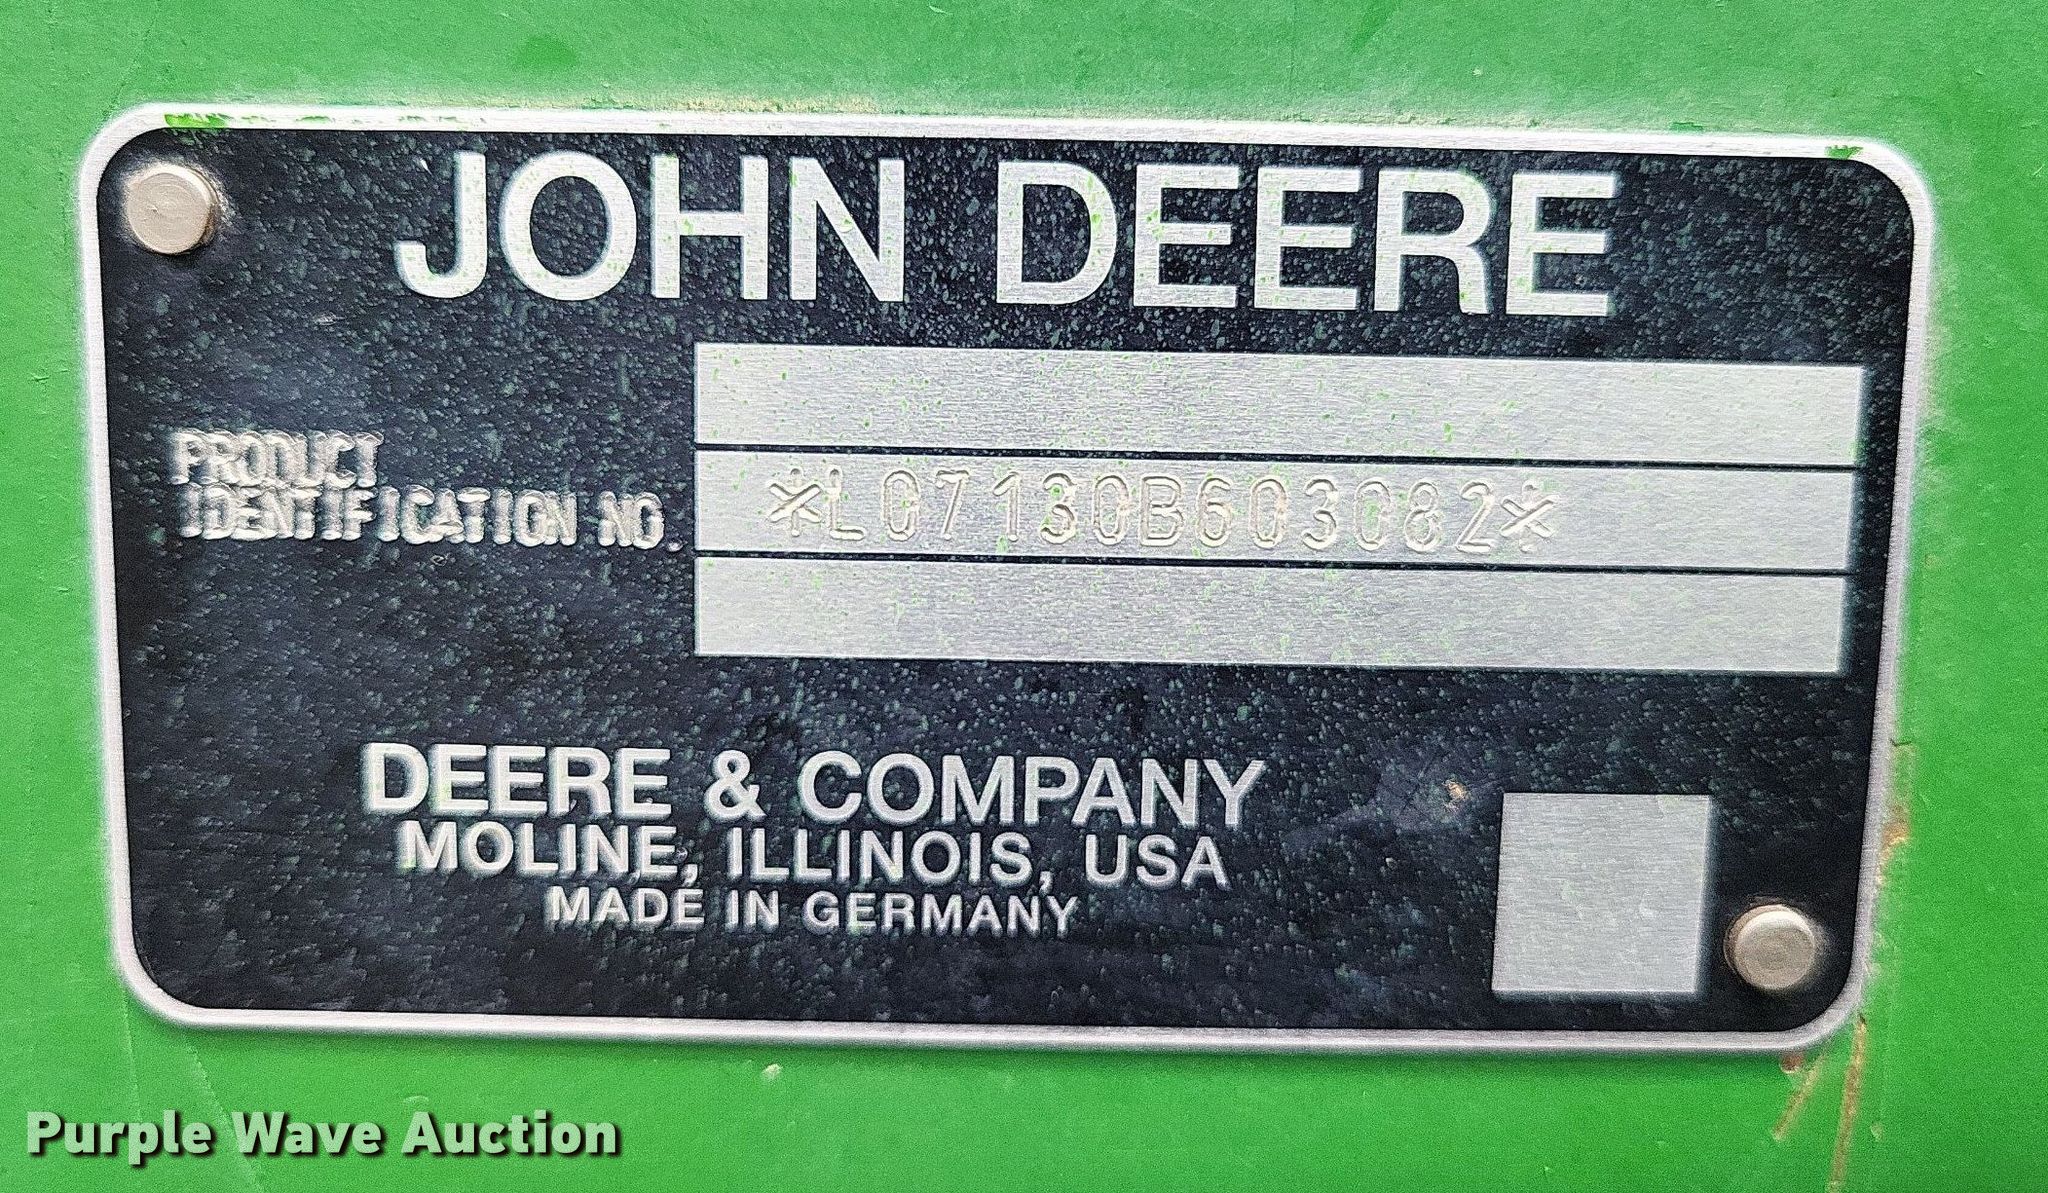 JOHN DEERE
PRODUCT
IDENTIFICATION NO.
*L07130B603082*
DEERE & COMPANY
MOLINE, ILLINOIS, USA
MADE IN GERMANY
Purple Wave Auction